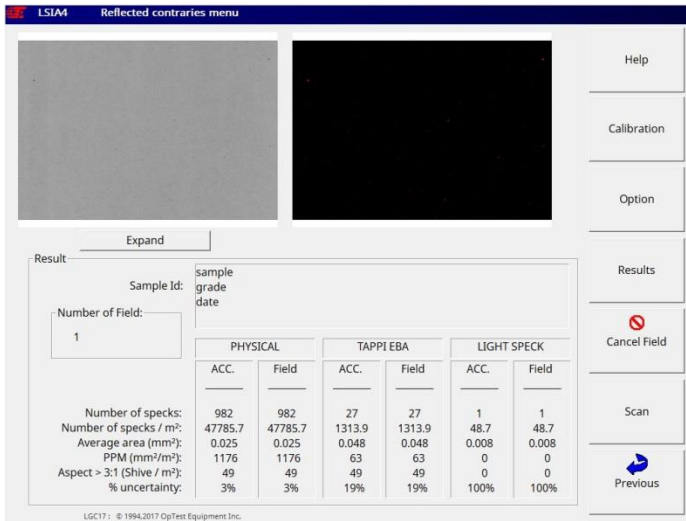 LSIA4 Reflected contraries menu
Help
Calibration
Option
Results
Cancel Field
Scan
Previous
Expand
Result
Sample Id:
sample
grade
date
Number of Field:
1
PHYSICAL TAPPI EBA LIGHT SPECK
ACC. Field ACC. Field ACC. Field
Number of specks: 982 982 27 27 1 1
Number of specks / m²: 47785.7 47785.7 1313.9 1313.9 48.7 48.7
Average area (mm²): 0.025 0.025 0.048 0.048 0.008 0.008
PPM (mm²/m²): 1176 1176 63 63 0 0
Aspect > 3:1 (Shive / m²): 49 49 49 49 0 0
% uncertainty: 3% 3% 19% 19% 100% 100%
LGC17 : © 1994,2017 OpTest Equipment Inc.